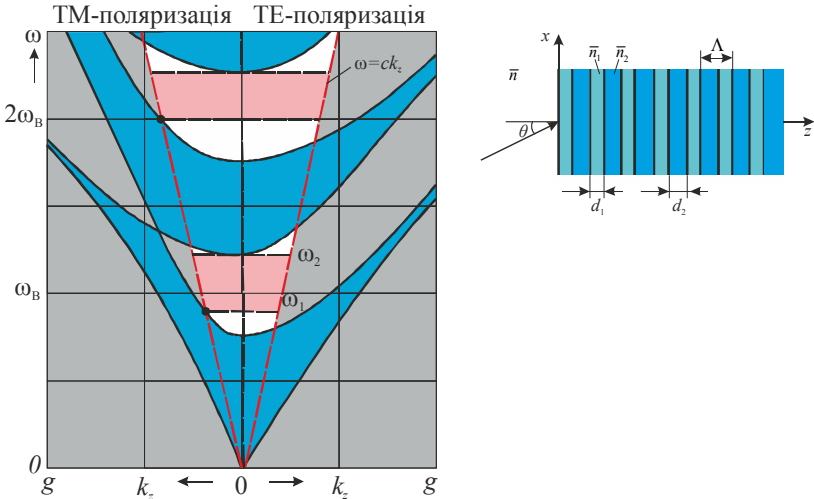 ТМ-поляризація ТЕ-поляризація
ω
ω=ckz
2ωB
ω2
ωB
ω1
0
g kz 0 kz g
x
n̅1 n̅2 Λ
n̅
θ
z
d1 d2